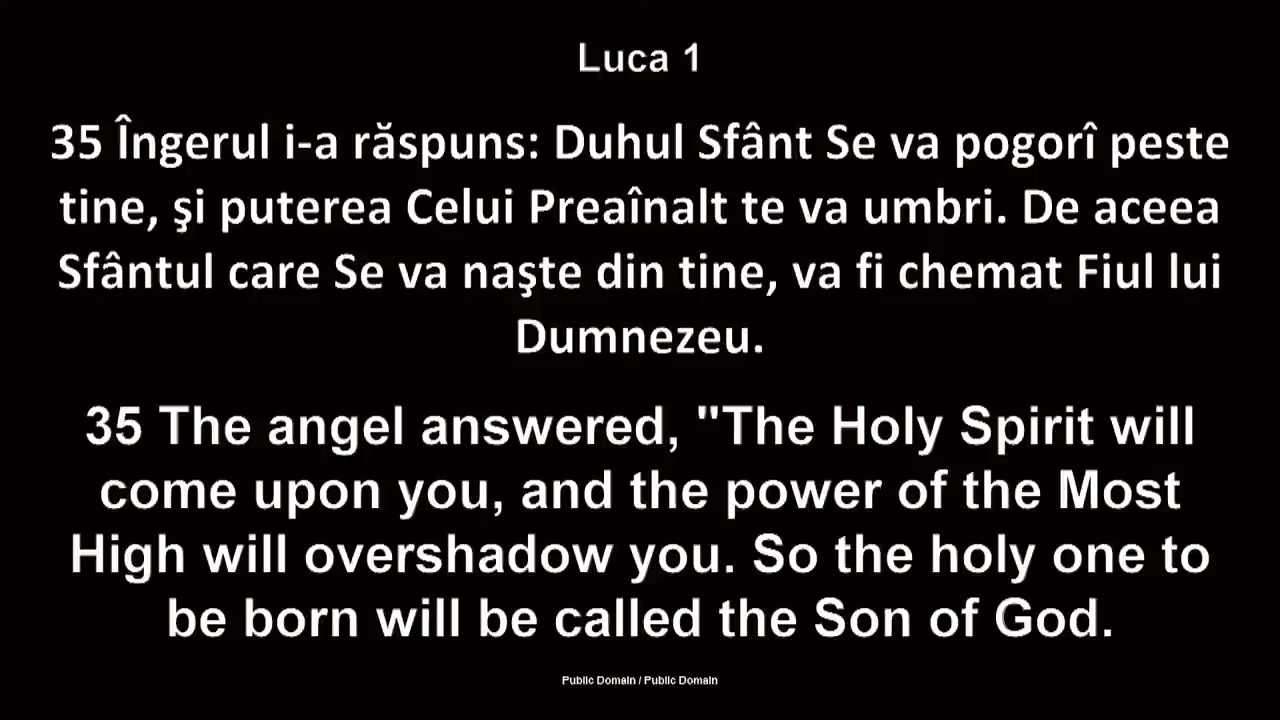 Luca 1
35 Îngerul i-a răspuns: Duhul Sfânt Se va pogorî peste
tine, şi puterea Celui Preaînalt te va umbri. De aceea
Sfântul care Se va naşte din tine, va fi chemat Fiul lui
Dumnezeu.
35 The angel answered, "The Holy Spirit will
come upon you, and the power of the Most
High will overshadow you. So the holy one to
be born will be called the Son of God.
Public Domain / Public Domain